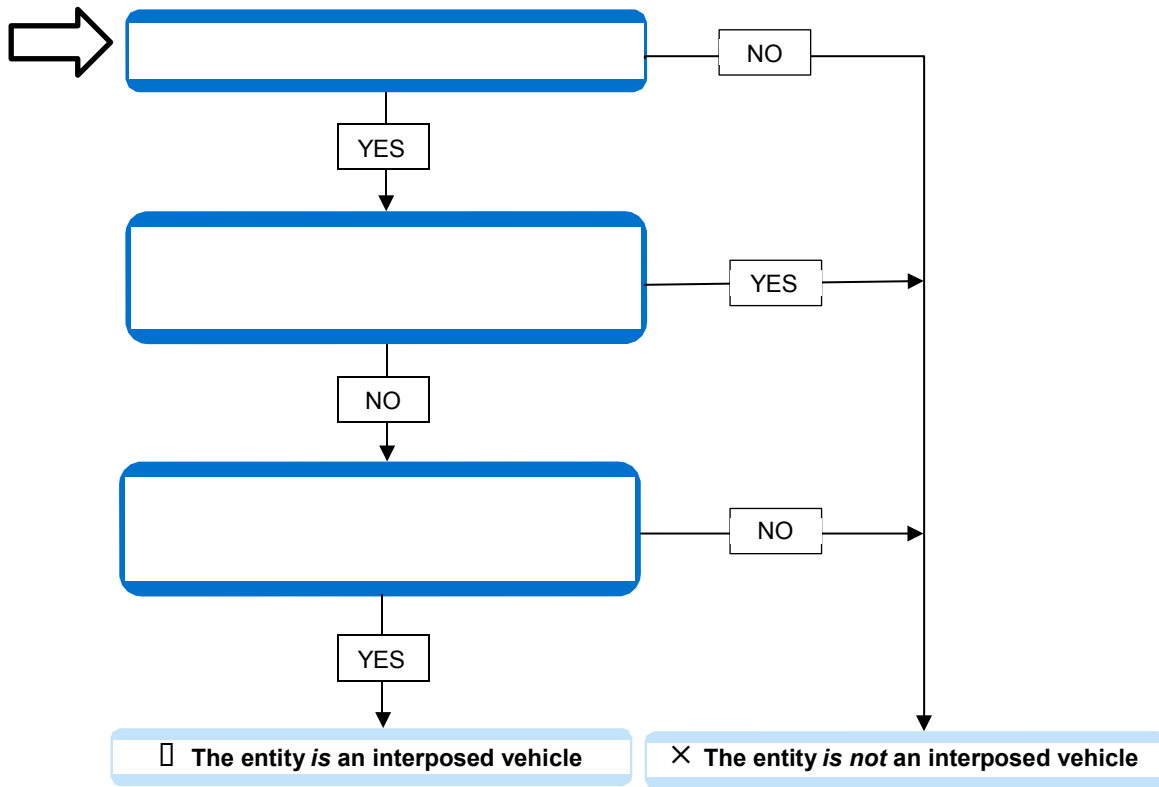 NO
YES
YES
NO
NO
YES
▯ The entity is an interposed vehicle
× The entity is not an interposed vehicle